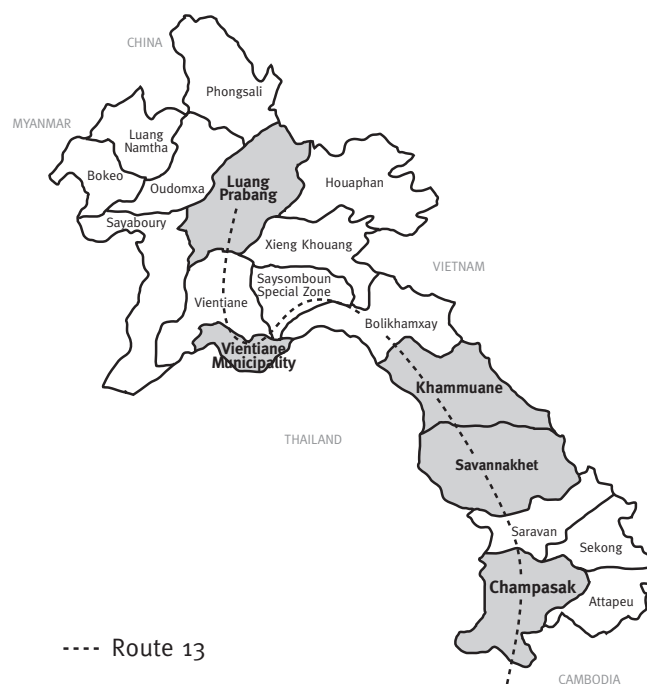 CHINA
Phongsali
MYANMAR
Luang
Namtha
Bokeo
Oudomxa
Luang
Prabang
Houaphan
Sayaboury
Xieng Khouang
VIETNAM
Saysomboun
Special Zone
Vientiane
Bolikhamxay
Vientiane
Municipality
Khammuane
THAILAND
Savannakhet
Saravan
Sekong
Champasak
Attapeu
Route 13
CAMBODIA